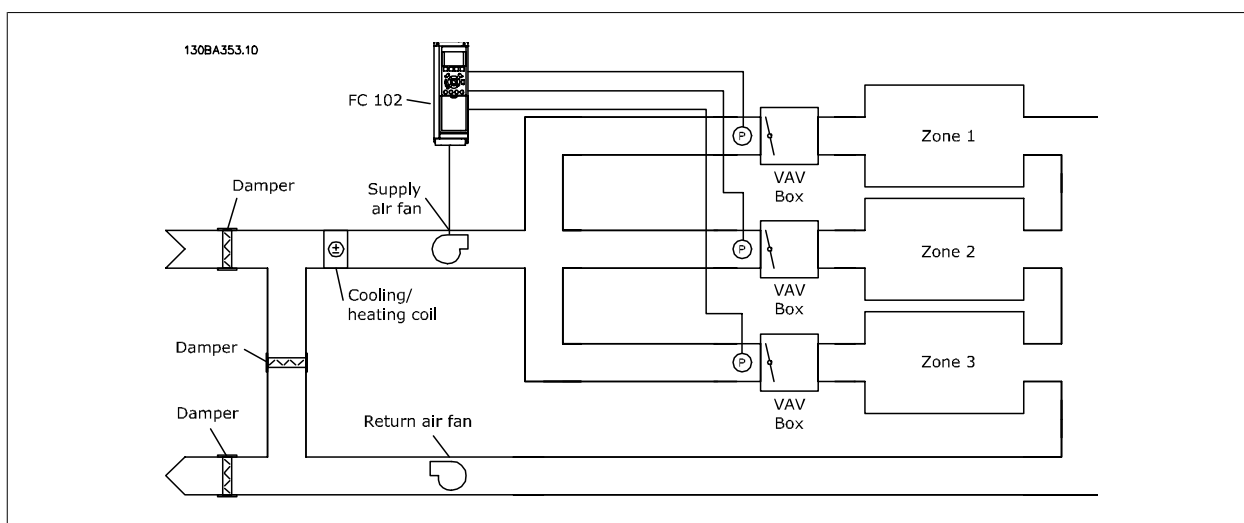 130BA353.10
FC 102
Damper
Supply
air fan
Cooling/
heating coil
Damper
Damper
Return air fan
P
VAV
Box
Zone 1
P
VAV
Box
Zone 2
P
VAV
Box
Zone 3